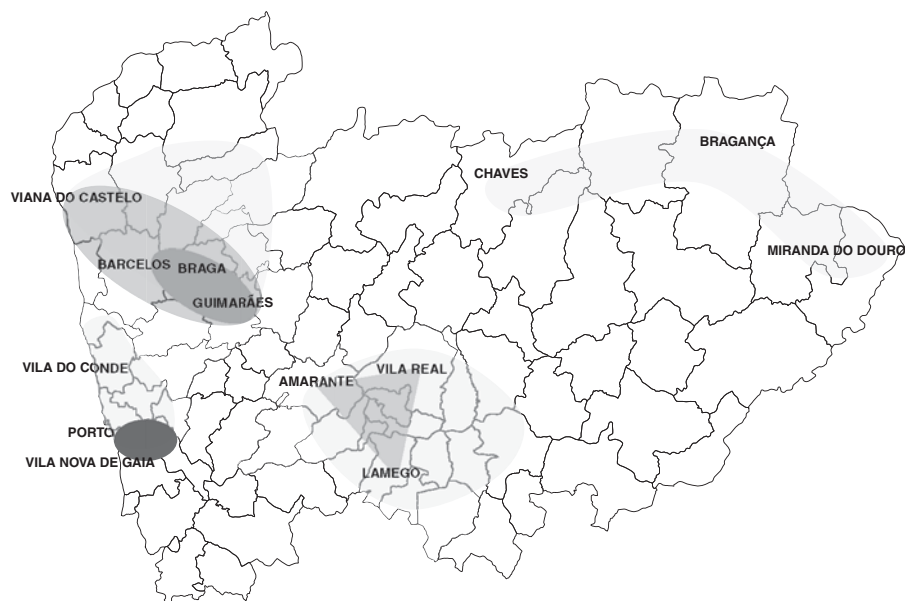 BRAGANÇA
CHAVES
VIANA DO CASTELO
MIRANDA DO DOURO
BARCELOS
BRAGA
GUIMARÃES
VILA DO CONDE
VILA REAL
AMARANTE
PORTO
VILA NOVA DE GAIA
LAMEGO